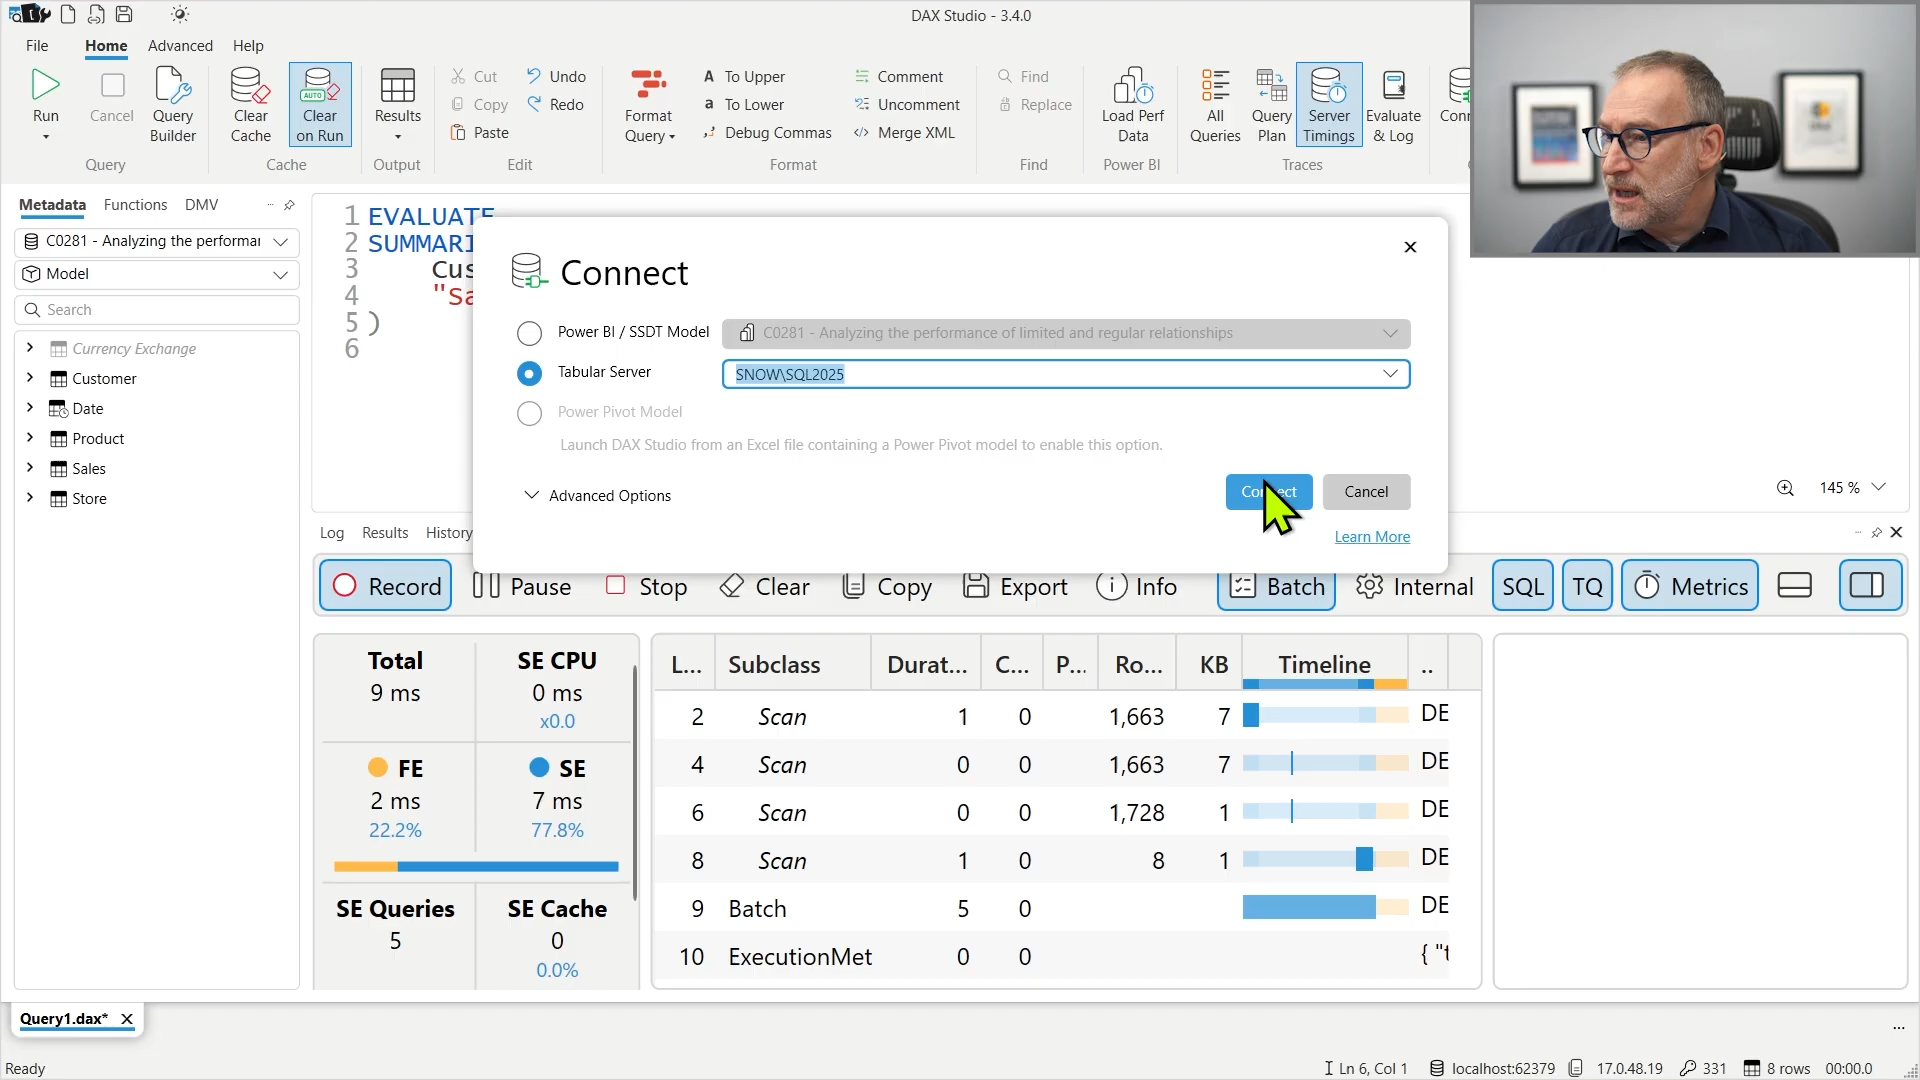 DAX Studio - 3.4.0
File Home Advanced Help
Run Cancel Query Builder Clear Cache AUTO Clear on Run Results Format Query Load Perf Data All Queries Query Plan Server Timings Evaluate & Log
Cut Undo A To Upper Comment Find
Copy Redo a To Lower Uncomment Replace
Paste Debug Commas Merge XML
Query Cache Output Edit Format Find Power BI Traces
Metadata Functions DMV
C0281 - Analyzing the performar
Model
Search
Currency Exchange
Customer
Date
Product
Sales
Store
1 EVALUATE
2 SUMMARI
3 Cus
4 "Sa
5 )
6
Connect
Power BI / SSDT Model C0281 - Analyzing the performance of limited and regular relationships
Tabular Server SNOW\SQL2025
Power Pivot Model
Launch DAX Studio from an Excel file containing a Power Pivot model to enable this option.
Advanced Options Connect Cancel
Learn More
145 %
Log Results History
Record Pause Stop Clear Copy Export Info Batch Internal SQL TQ Metrics
Total SE CPU
9 ms 0 ms
x0.0
FE SE
2 ms 7 ms
22.2% 77.8%
SE Queries SE Cache
5 0
0.0%
L... Subclass Durat... C... P... Ro... KB Timeline ..
2 Scan 1 0 1,663 7 DE
4 Scan 0 0 1,663 7 DE
6 Scan 0 0 1,728 1 DE
8 Scan 1 0 8 1 DE
9 Batch 5 0 DE
10 ExecutionMet 0 0 { "t
Query1.dax*
Ready Ln 6, Col 1 localhost:62379 17.0.48.19 331 8 rows 00:00.0